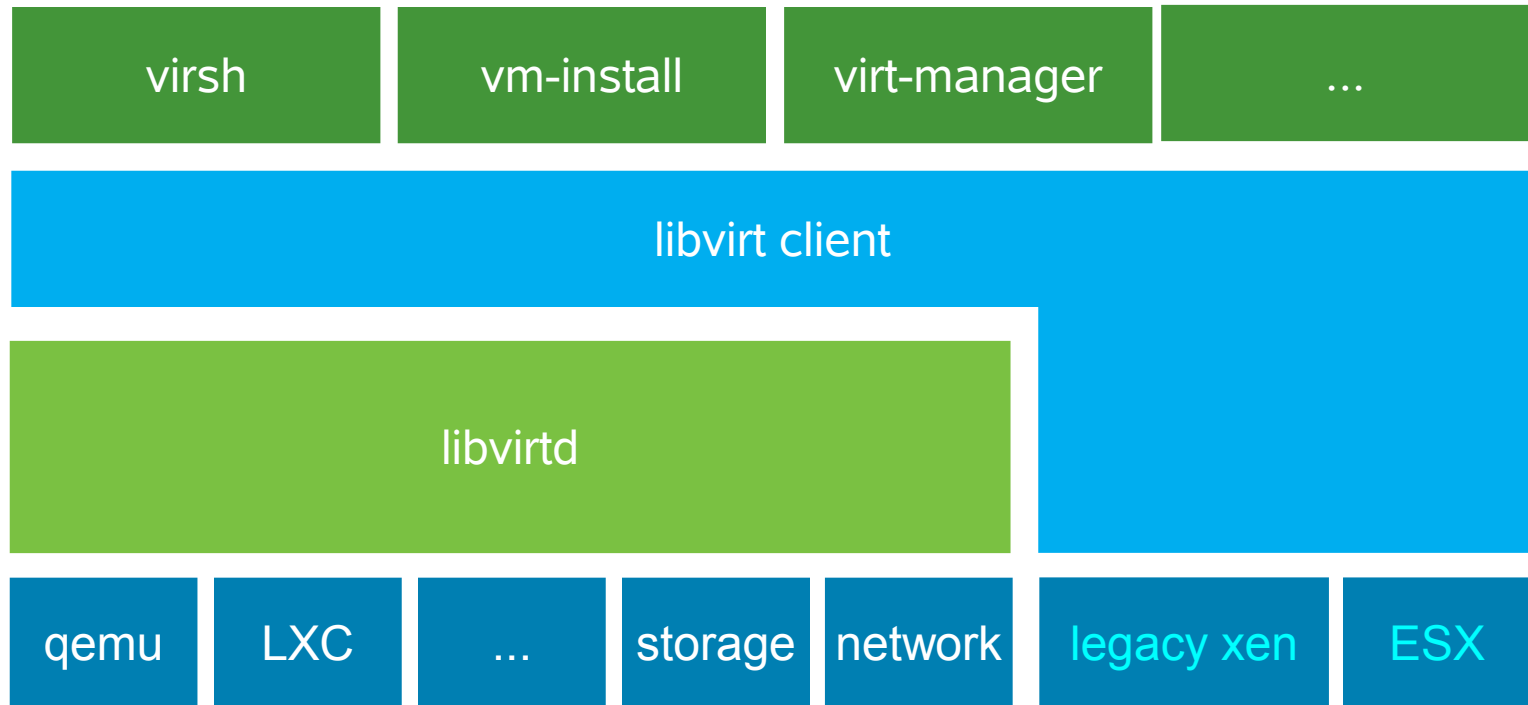 virsh
vm-install
virt-manager
...
libvirt client
libvirtd
qemu
LXC
...
storage
network
legacy xen
ESX